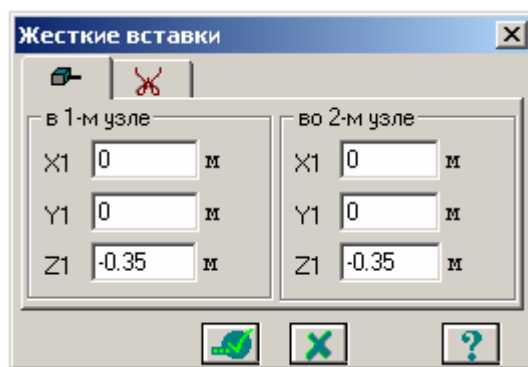 Жесткие вставки
в 1-м узле во 2-м узле
X1 0 м X1 0 м
Y1 0 м Y1 0 м
Z1 -0.35 м Z1 -0.35 м
?